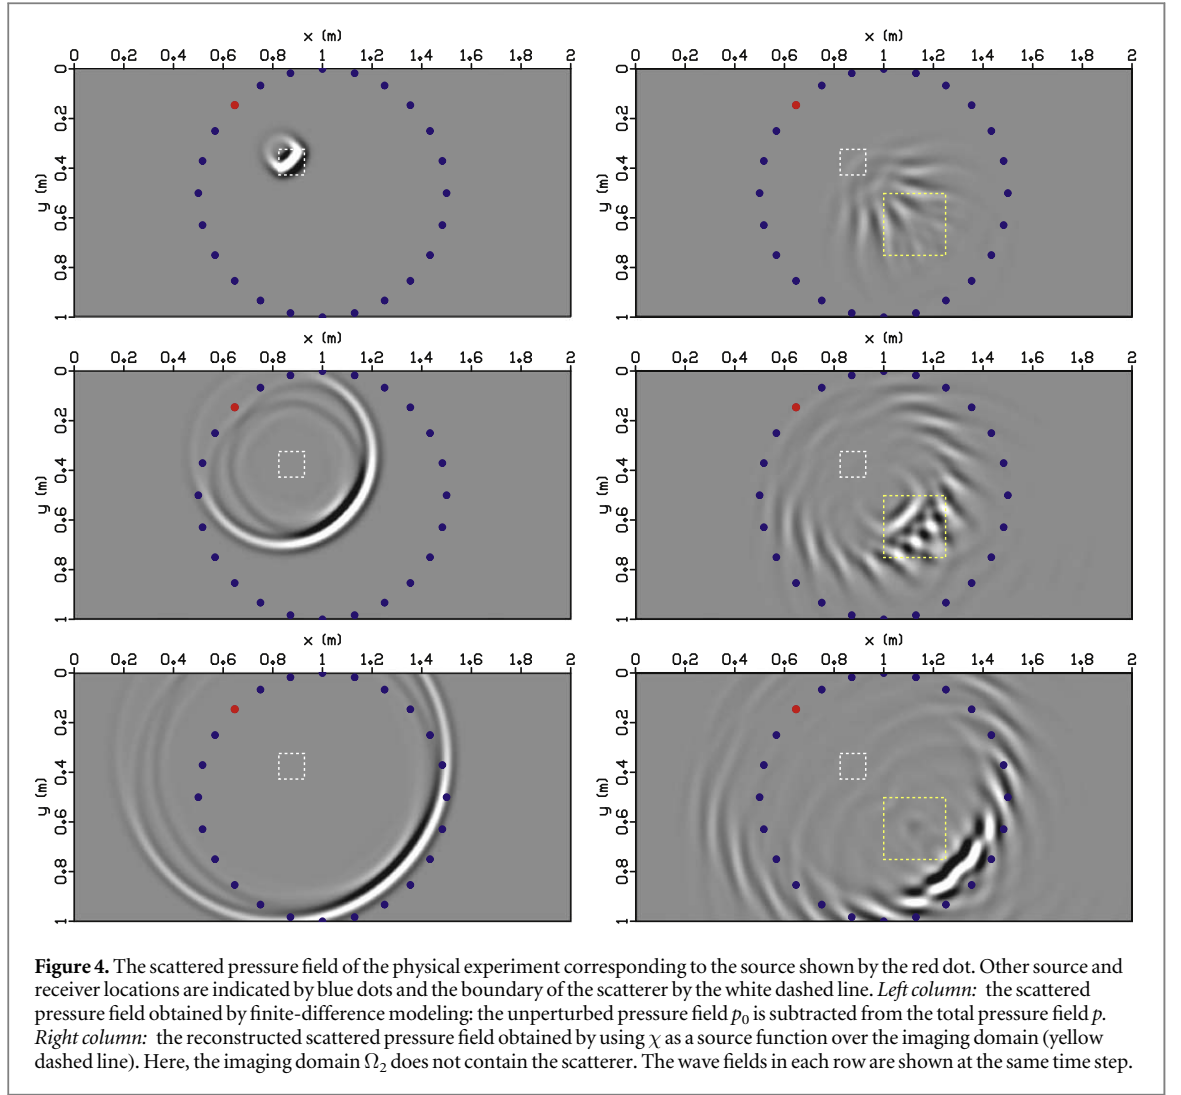 x (m) x (m)
0 0.2 0.4 0.6 0.8 1 1.2 1.4 1.6 2 0 0.2 0.4 0.6 0.8 1 1.2 1.4 1.6 2
y (m) y (m)
0 0.2 0.4 0.6 0.8 1 0 0.2 0.4 0.6 0.8 1
x (m) x (m)
0 0.2 0.4 0.6 0.8 1 1.2 1.4 1.6 2 0 0.2 0.4 0.6 0.8 1 1.2 1.4 1.6 2
y (m) y (m)
0 0.2 0.4 0.6 0.8 1 0 0.2 0.4 0.6 0.8 1
x (m) x (m)
0 0.2 0.4 0.6 0.8 1 1.2 1.4 1.6 2 0 0.2 0.4 0.6 0.8 1 1.2 1.4 1.6 2
y (m) y (m)
0 0.2 0.4 0.6 0.8 1 0 0.2 0.4 0.6 0.8 1
Figure 4. The scattered pressure field of the physical experiment corresponding to the source shown by the red dot. Other source and
receiver locations are indicated by blue dots and the boundary of the scatterer by the white dashed line. Left column: the scattered
pressure field obtained by finite-difference modeling: the unperturbed pressure field p₀ is subtracted from the total pressure field p.
Right column: the reconstructed scattered pressure field obtained by using χ as a source function over the imaging domain (yellow
dashed line). Here, the imaging domain Ω₂ does not contain the scatterer. The wave fields in each row are shown at the same time step.